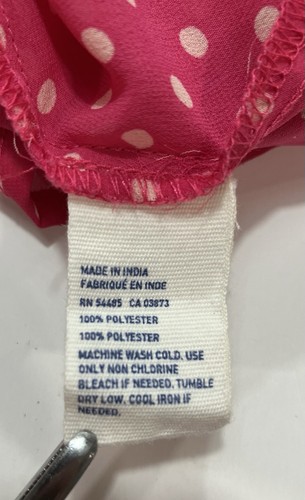 MADE IN INDIA
FABRIQUÉ EN INDE
RN 54485 CA 03873
100% POLYESTER
100% POLYESTER
MACHINE WASH COLD. USE
ONLY NON CHLORINE
BLEACH IF NEEDED. TUMBLE
DRY LOW. COOL IRON IF
NEEDED.